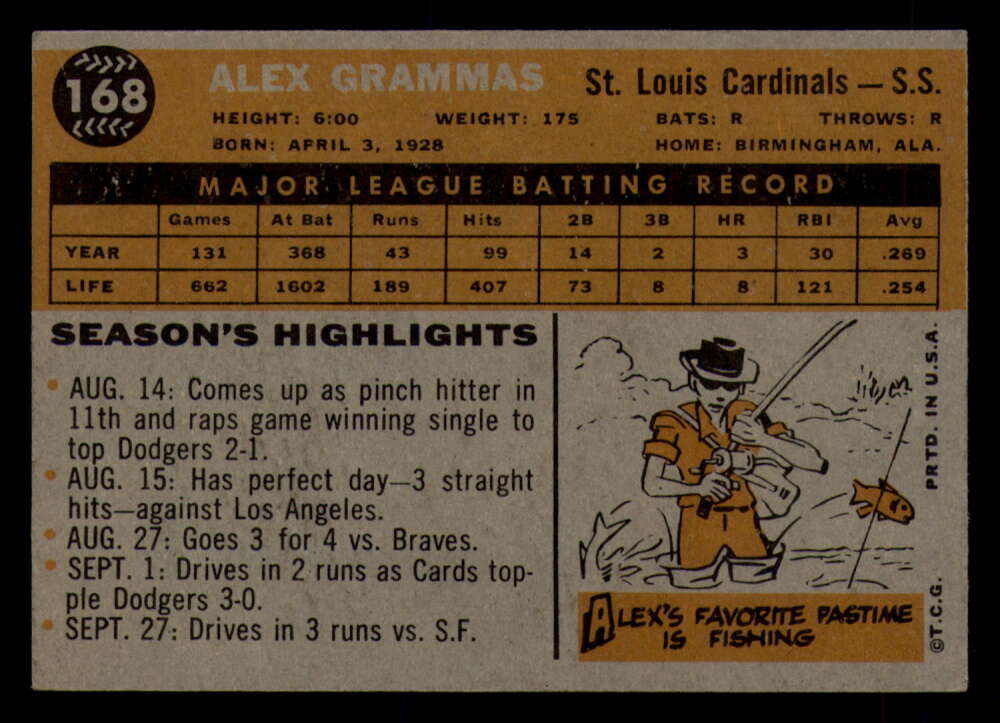 168
ALEX GRAMMAS
St. Louis Cardinals — S.S.
HEIGHT: 6:00 WEIGHT: 175 BATS: R THROWS: R
BORN: APRIL 3, 1928 HOME: BIRMINGHAM, ALA.
MAJOR LEAGUE BATTING RECORD
Games At Bat Runs Hits 2B 3B HR RBI Avg
YEAR 131 368 43 99 14 2 3 30 .269
LIFE 662 1602 189 407 73 8 8 121 .254
SEASON'S HIGHLIGHTS
• AUG. 14: Comes up as pinch hitter in
11th and raps game winning single to
top Dodgers 2-1.
• AUG. 15: Has perfect day—3 straight
hits—against Los Angeles.
• AUG. 27: Goes 3 for 4 vs. Braves.
• SEPT. 1: Drives in 2 runs as Cards top-
ple Dodgers 3-0.
• SEPT. 27: Drives in 3 runs vs. S.F.
ALEX'S FAVORITE PASTIME
IS FISHING
©T.C.G. PRTD. IN U.S.A.